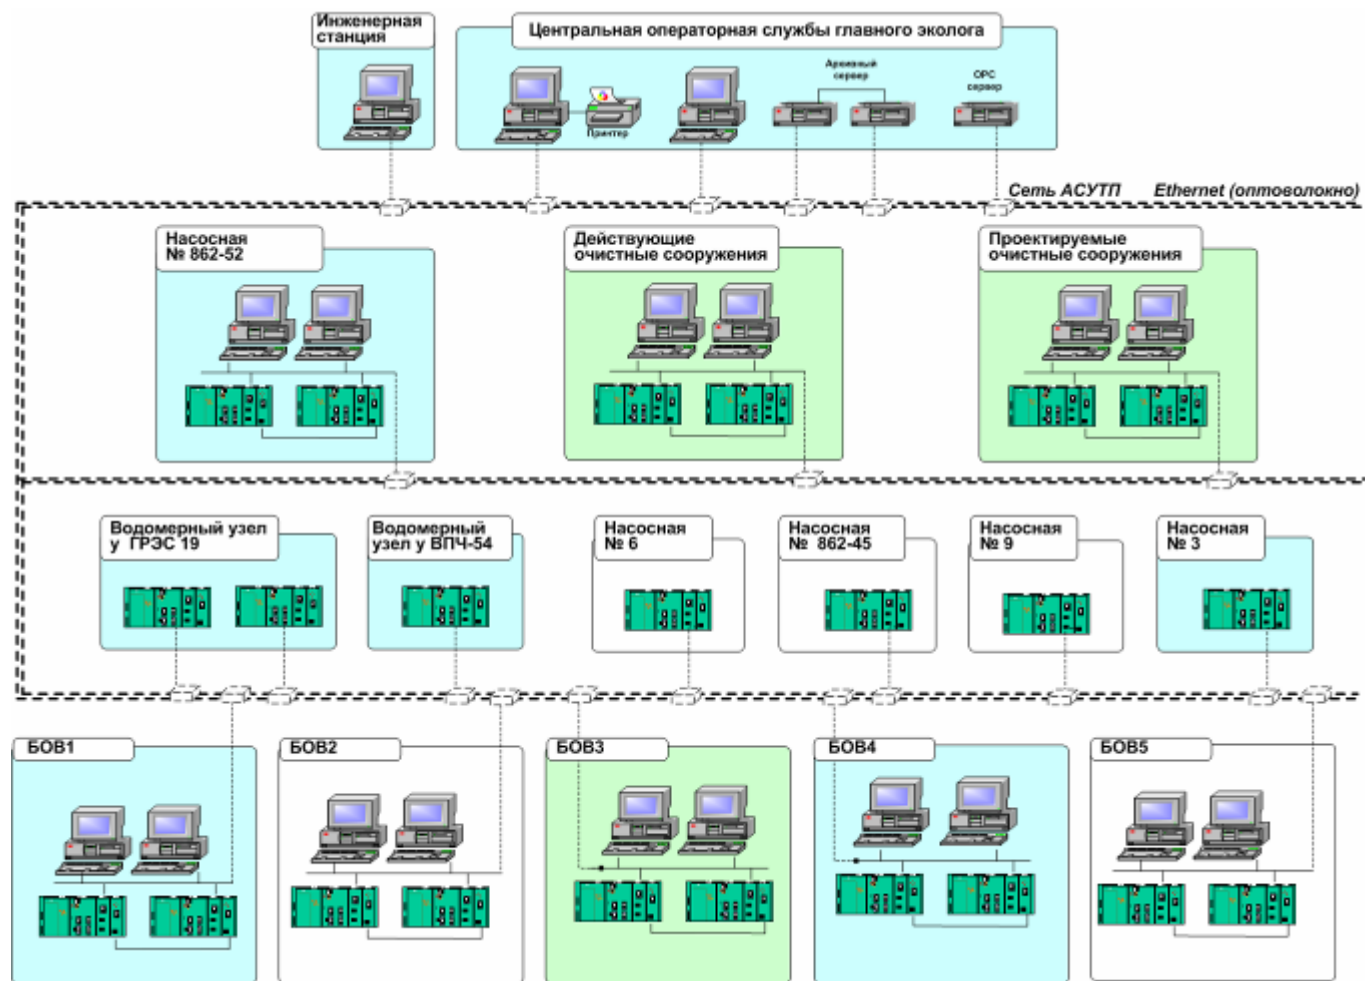 Инженерная
станция
Центральная операторная службы главного эколога
Архивный
сервер
OPC
сервер
Принтер
Сеть АСУТП Ethernet (оптоволокно)
Насосная
№ 862-52
Действующие
очистные сооружения
Проектируемые
очистные сооружения
Водомерный узел
у ГРЭС 19
Водомерный
узел у ВПЧ-54
Насосная
№ 6
Насосная
№ 862-45
Насосная
№ 9
Насосная
№ 3
БОВ1
БОВ2
БОВ3
БОВ4
БОВ5